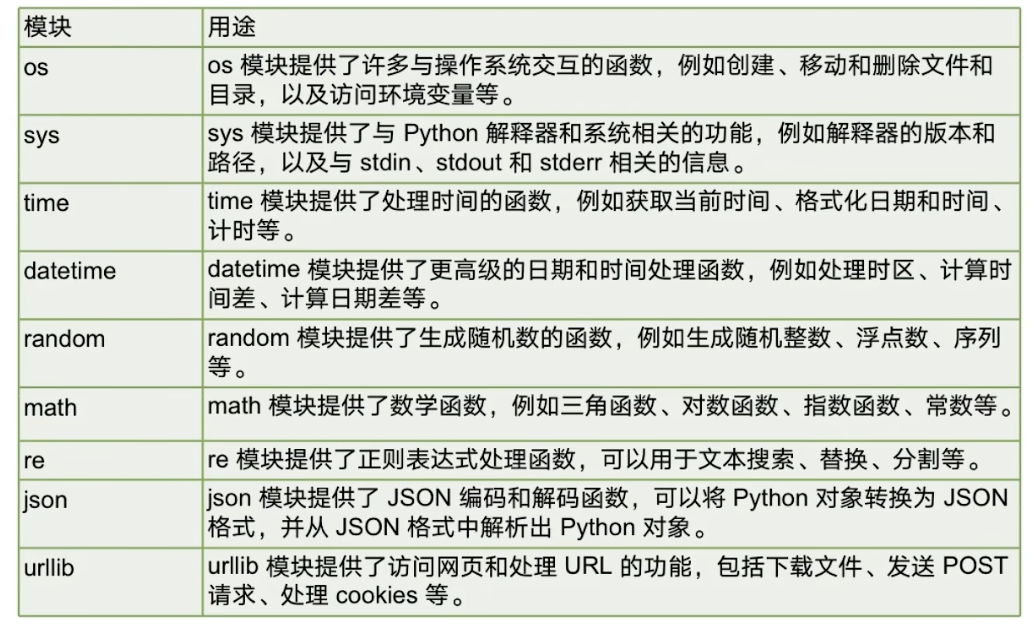 模块 用途
os os 模块提供了许多与操作系统交互的函数，例如创建、移动和删除文件和
目录，以及访问环境变量等。
sys sys 模块提供了与 Python 解释器和系统相关的功能，例如解释器的版本和
路径，以及与 stdin、stdout 和 stderr 相关的信息。
time time 模块提供了处理时间的函数，例如获取当前时间、格式化日期和时间、
计时等。
datetime datetime 模块提供了更高级的日期和时间处理函数，例如处理时区、计算时
间差、计算日期差等。
random random 模块提供了生成随机数的函数，例如生成随机整数、浮点数、序列
等。
math math 模块提供了数学函数，例如三角函数、对数函数、指数函数、常数等。
re re 模块提供了正则表达式处理函数，可以用于文本搜索、替换、分割等。
json json 模块提供了 JSON 编码和解码函数，可以将 Python 对象转换为 JSON
格式，并从 JSON 格式中解析出 Python 对象。
urllib urllib 模块提供了访问网页和处理 URL 的功能，包括下载文件、发送 POST
请求、处理 cookies 等。